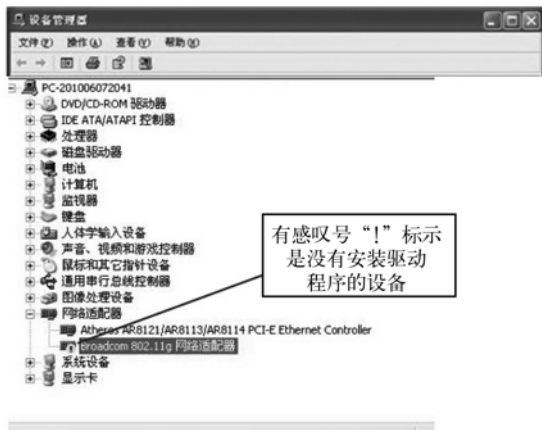 设备管理器
文件(F) 操作(A) 查看(V) 帮助(H)
PC-201006072041
DVD/CD-ROM 驱动器
IDE ATA/ATAPI 控制器
处理器
磁盘驱动器
电池
计算机
监视器
键盘
人体学输入设备
声音、视频和游戏控制器
鼠标和其它指针设备
通用串行总线控制器
图像处理设备
网络适配器
Atheros AR8121/AR8113/AR8114 PCI-E Ethernet Controller
Broadcom 802.11g 网络适配器
系统设备
显示卡
有感叹号“!”标示
是没有安装驱动
程序的设备